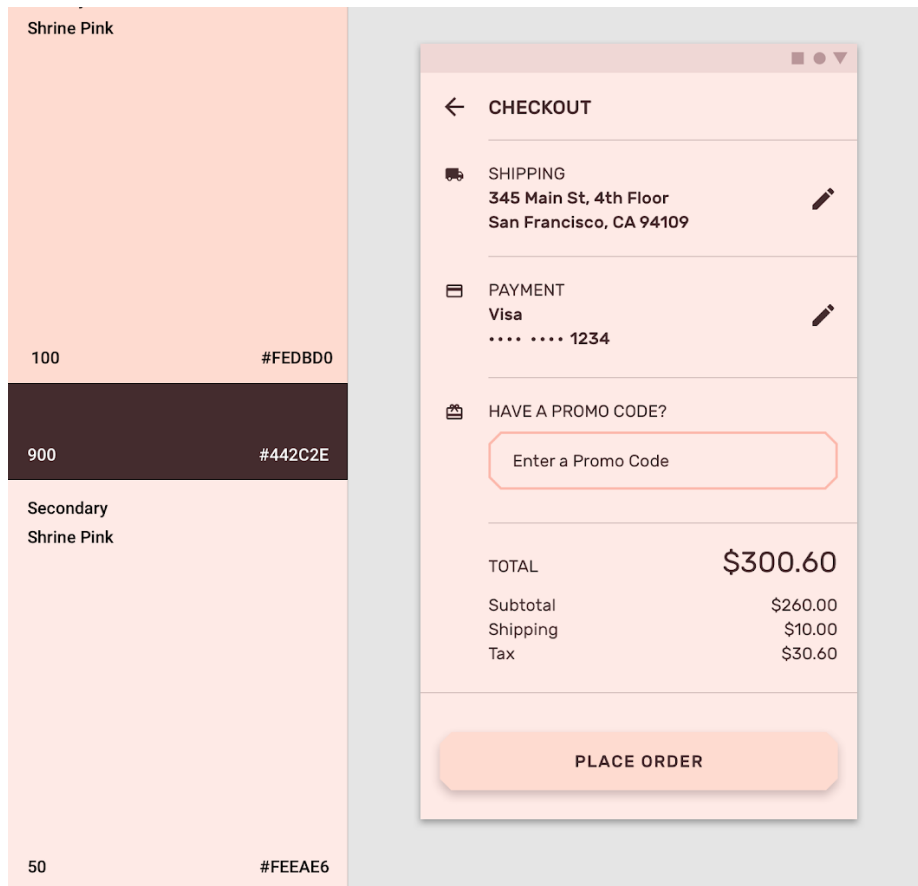 Shrine Pink
100 #FEDBD0
900 #442C2E
Secondary
Shrine Pink
50 #FEEAE6
CHECKOUT
SHIPPING
345 Main St, 4th Floor
San Francisco, CA 94109
PAYMENT
Visa
•••• •••• 1234
HAVE A PROMO CODE?
Enter a Promo Code
TOTAL $300.60
Subtotal $260.00
Shipping $10.00
Tax $30.60
PLACE ORDER